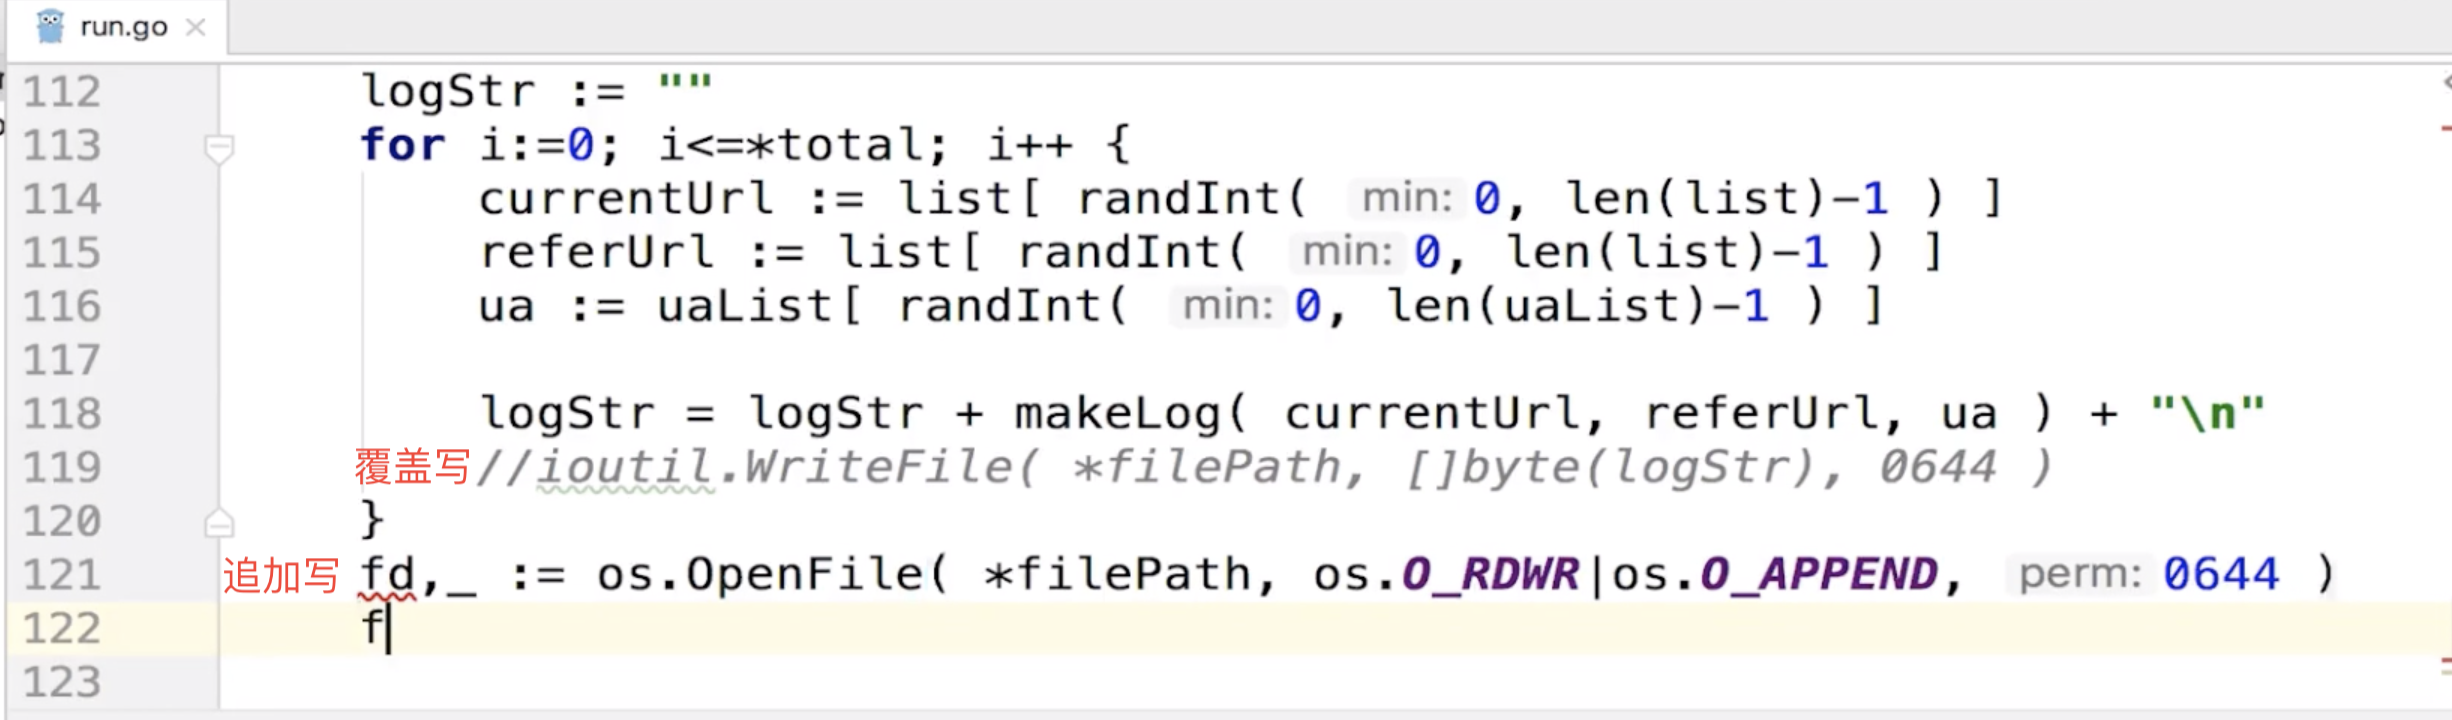 run.go
112 logStr := ""
113 for i:=0; i<=*total; i++ {
114 currentUrl := list[ randInt( min: 0, len(list)-1 ) ]
115 referUrl := list[ randInt( min: 0, len(list)-1 ) ]
116 ua := uaList[ randInt( min: 0, len(uaList)-1 ) ]
117
118 logStr = logStr + makeLog( currentUrl, referUrl, ua ) + "\n"
119 覆盖写 //ioutil.WriteFile( *filePath, []byte(logStr), 0644 )
120 }
121 追加写 fd,_ := os.OpenFile( *filePath, os.O_RDWR|os.O_APPEND, perm: 0644 )
122 f
123